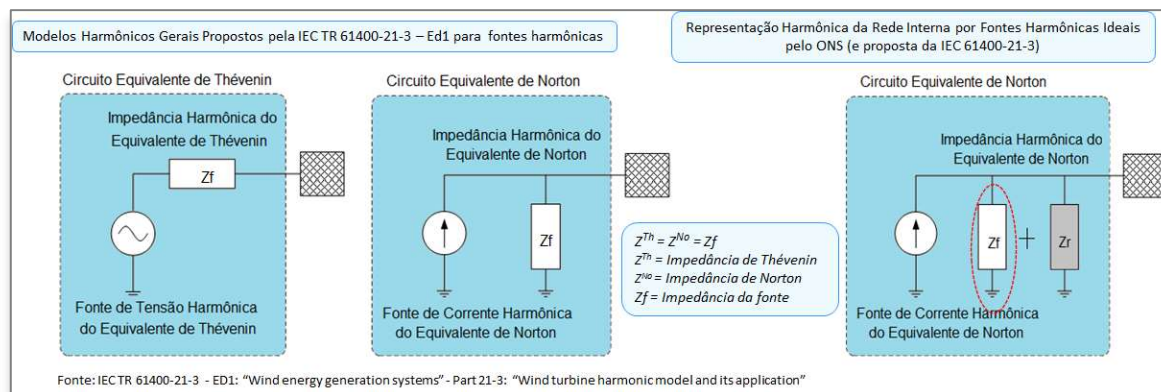 Modelos Harmônicos Gerais Propostos pela IEC TR 61400-21-3 – Ed1 para fontes harmônicas
Representação Harmônica da Rede Interna por Fontes Harmônicas Ideais
pelo ONS (e proposta da IEC 61400-21-3)
Circuito Equivalente de Thévenin
Impedância Harmônica do
Equivalente de Thévenin
Zf
Fonte de Tensão Harmônica
do Equivalente de Thévenin
Circuito Equivalente de Norton
Impedância Harmônica do
Equivalente de Norton
Zf
Fonte de Corrente Harmônica
do Equivalente de Norton
Z^Th = Z^No = Zf
Z^Th = Impedância de Thévenin
Z^No = Impedância de Norton
Zf = Impedância da fonte
Circuito Equivalente de Norton
Impedância Harmônica do
Equivalente de Norton
Zf + Zr
Fonte de Corrente Harmônica
do Equivalente de Norton
Fonte: IEC TR 61400-21-3 - ED1: “Wind energy generation systems” - Part 21-3: “Wind turbine harmonic model and its application”